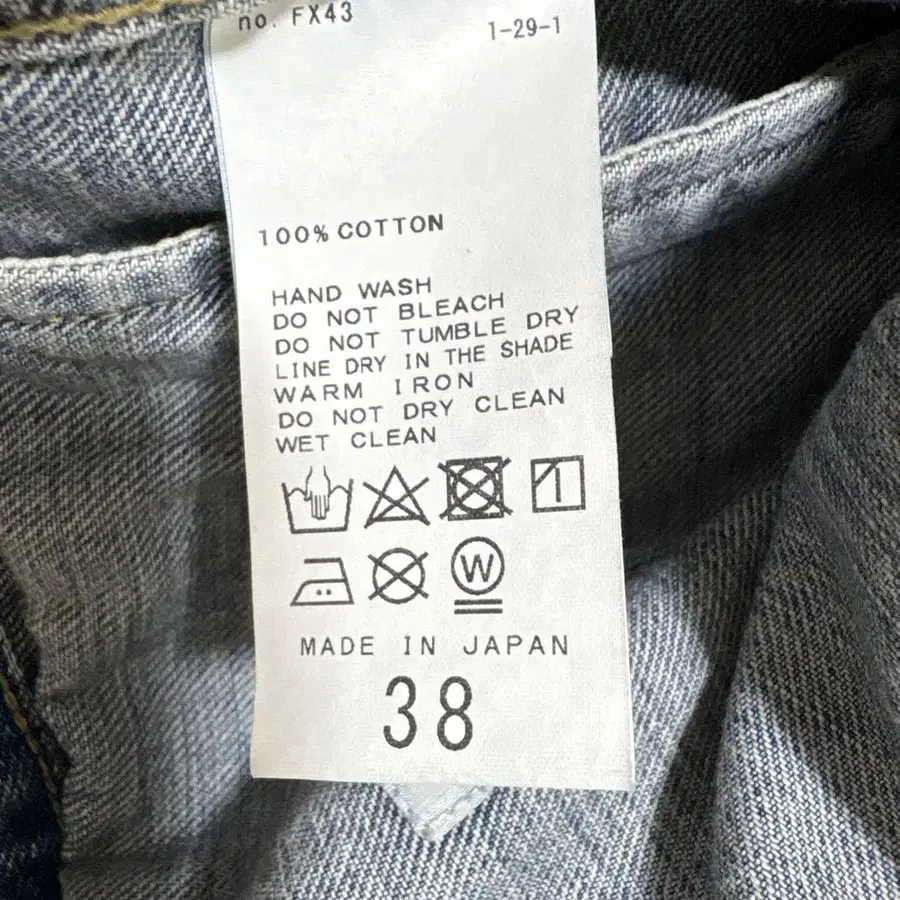 no. FX43
1-29-1
100% COTTON
HAND WASH
DO NOT BLEACH
DO NOT TUMBLE DRY
LINE DRY IN THE SHADE
WARM IRON
DO NOT DRY CLEAN
WET CLEAN
W
MADE IN JAPAN
38